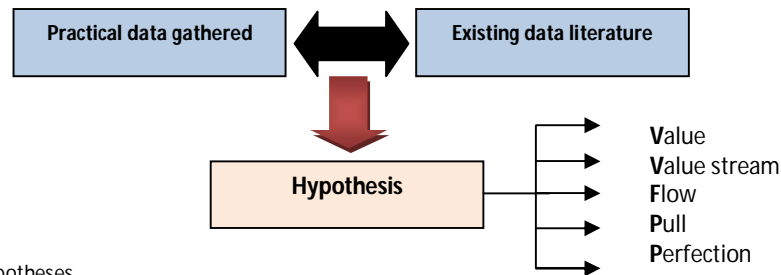 Practical data gathered
Existing data literature
Hypothesis
Value
Value stream
Flow
Pull
Perfection